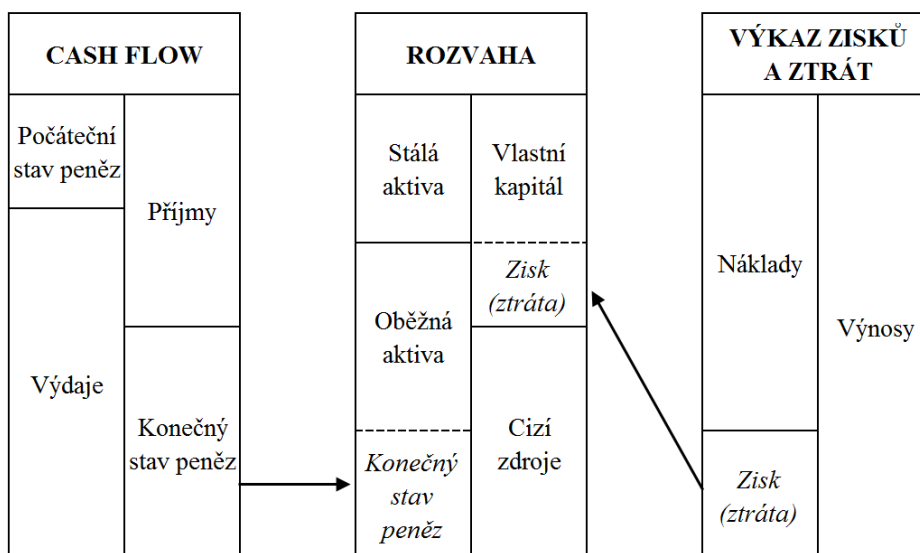 CASH FLOW
Počáteční
stav peněz
Příjmy
Výdaje
Konečný
stav peněz
ROZVAHA
Stálá
aktiva
Vlastní
kapitál
Zisk
(ztráta)
Oběžná
aktiva
Cizí
zdroje
Konečný
stav
peněz
VÝKAZ ZISKŮ
A ZTRÁT
Náklady
Výnosy
Zisk
(ztráta)